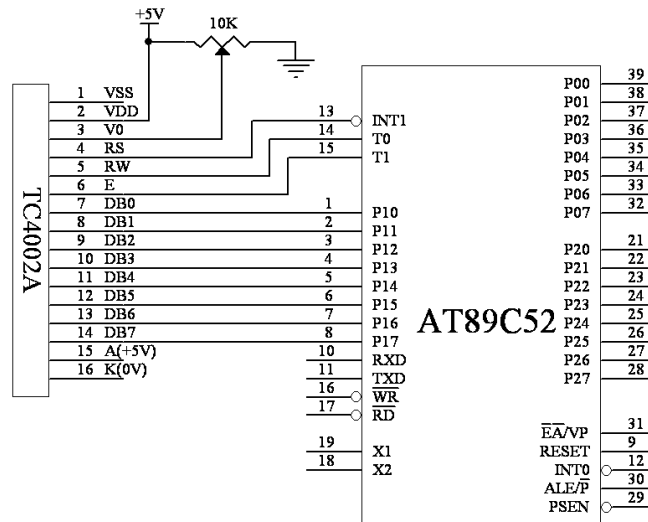 +5V
10K
TC4002A
1 VSS
2 VDD
3 V0
4 RS
5 RW
6 E
7 DB0
8 DB1
9 DB2
10 DB3
11 DB4
12 DB5
13 DB6
14 DB7
15 A(+5V)
16 K(0V)
13 INT1
14 T0
15 T1
1 P10
2 P11
3 P12
4 P13
5 P14
6 P15
7 P16
8 P17
10 RXD
11 TXD
16 WR
17 RD
19 X1
18 X2
AT89C52
P00 39
P01 38
P02 37
P03 36
P04 35
P05 34
P06 33
P07 32
P20 21
P21 22
P22 23
P23 24
P24 25
P25 26
P26 27
P27 28
EA/VP 31
RESET 9
INT0 12
ALE/P 30
PSEN 29